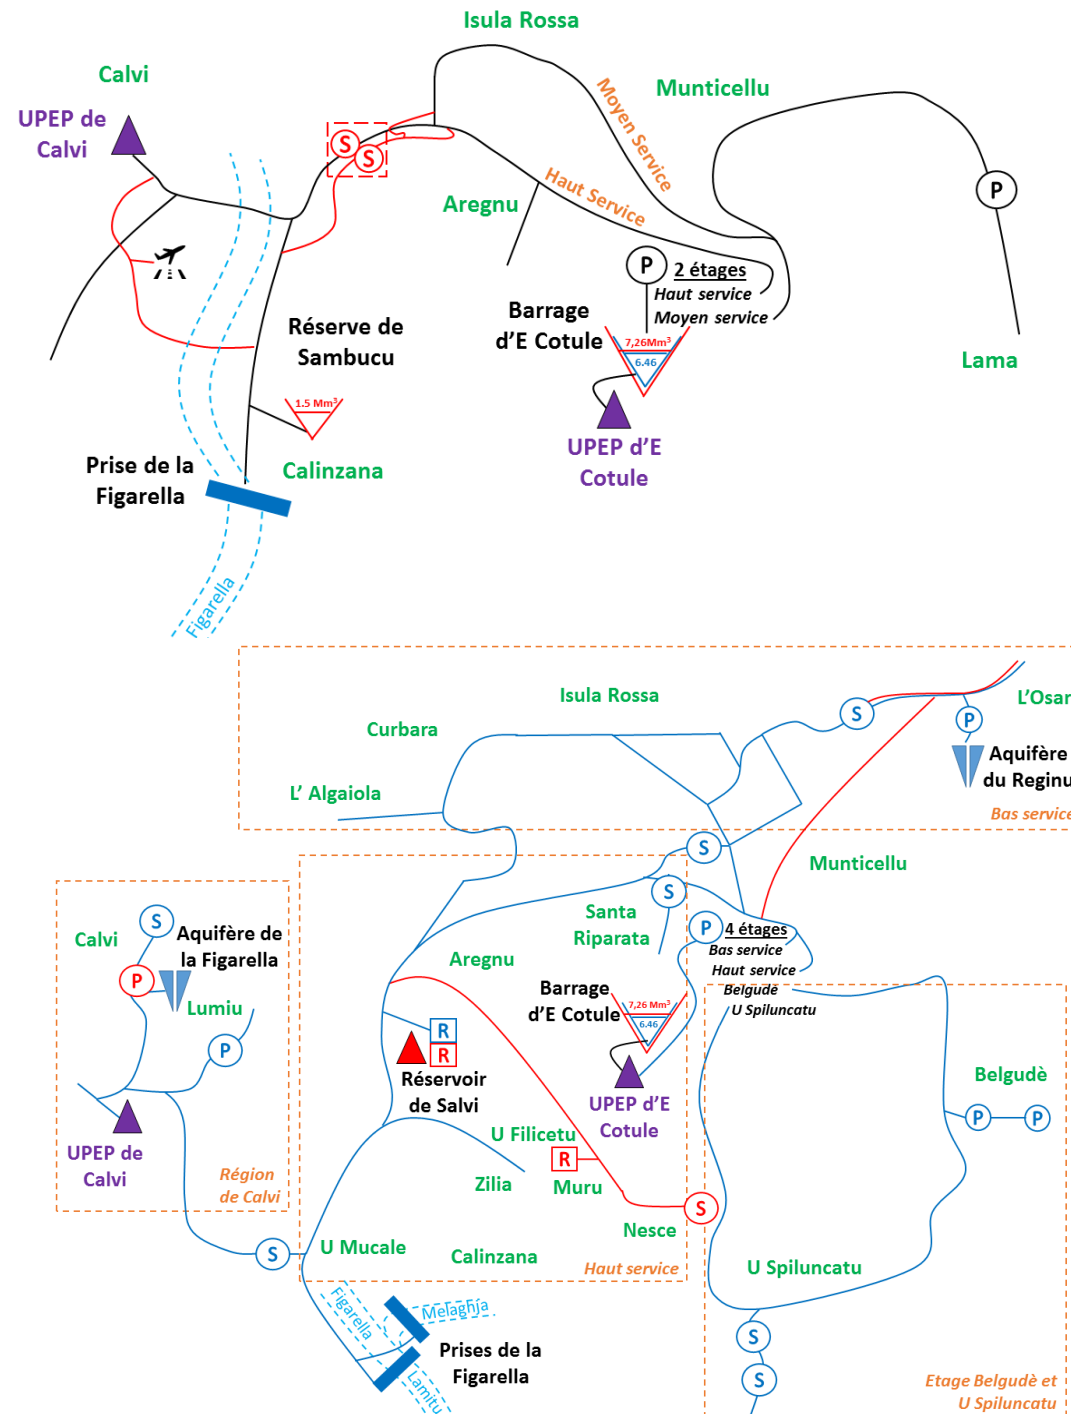 Isula Rossa
Calvi
Munticellu
UPEP de
Calvi
Moyen Service
S
S
P
Haut Service
Aregnu
P
2 étages
Haut service
Moyen service
Barrage
d'E Cotule
7,26Mm3
6.46
Réserve de
Sambucu
Lama
1.5 Mm3
UPEP d'E
Cotule
Prise de la
Figarella
Calinzana
Figarella
Isula Rossa
L'Osari
Curbara
S
P
Aquifère
du Reginu
L' Algaiola
Bas service
S
Munticellu
S
Calvi
S
Aquifère de
la Figarella
Santa
Riparata
P
4 étages
Bas service
Haut service
Belgudè
U Spiluncatu
Aregnu
P
Lumiu
Barrage
d'E Cotule
7,26 Mm3
6.46
R
R
P
Réservoir
de Salvi
Belgudè
P
P
UPEP d'E
Cotule
UPEP de
Calvi
U Filicetu
R
Zilia
Muru
Région
de Calvi
S
Nesce
U Mucale
S
Calinzana
Haut service
U Spiluncatu
Figarella
Melaghja
Prises de la
Figarella
Lamitu
S
S
Etage Belgudè et
U Spiluncatu